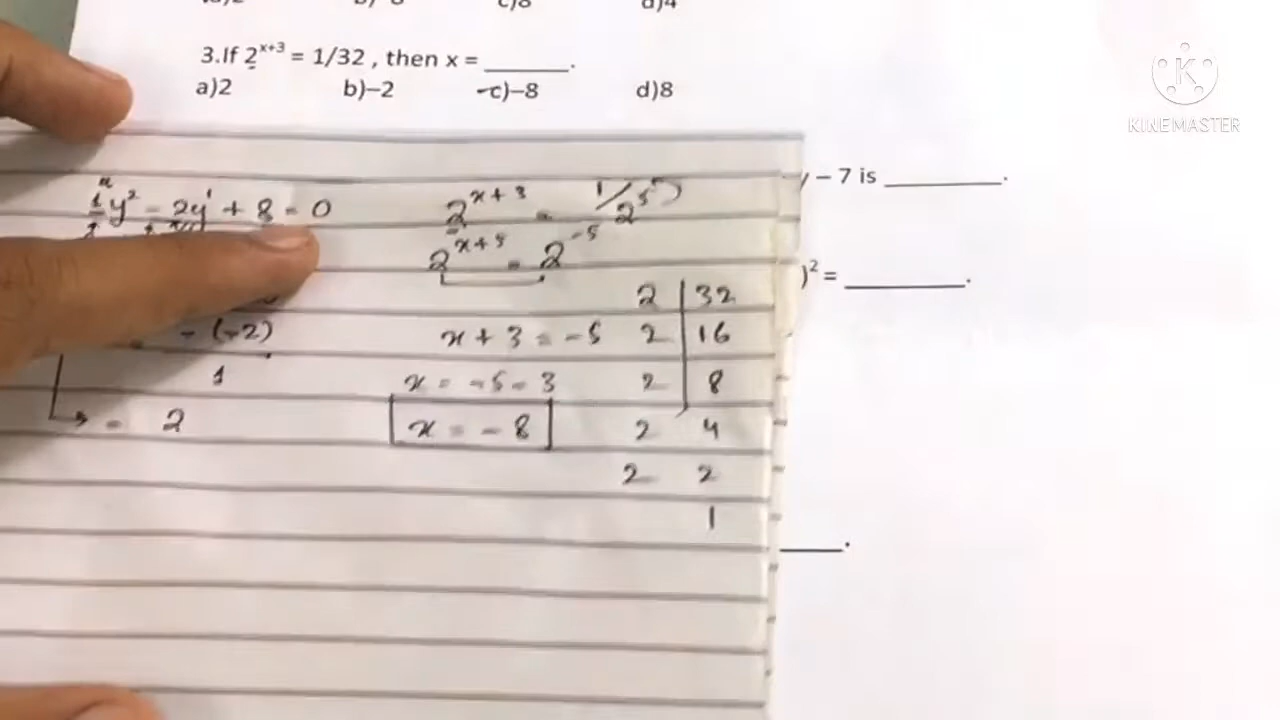 3.If 2^x+3 = 1/32 , then x = ______.
a)2 b)–2 c)–8 d)8
KINEMASTER
– 7 is ______.
)² = ______.
y² - 2y + 8 = 0
- (-2)
1
= 2
2^x+3 = 1/2^5
2^x+3 = 2^-5
x + 3 = -5
x = -5 - 3
x = - 8
2 | 32
2 | 16
2 | 8
2 4
2 2
1